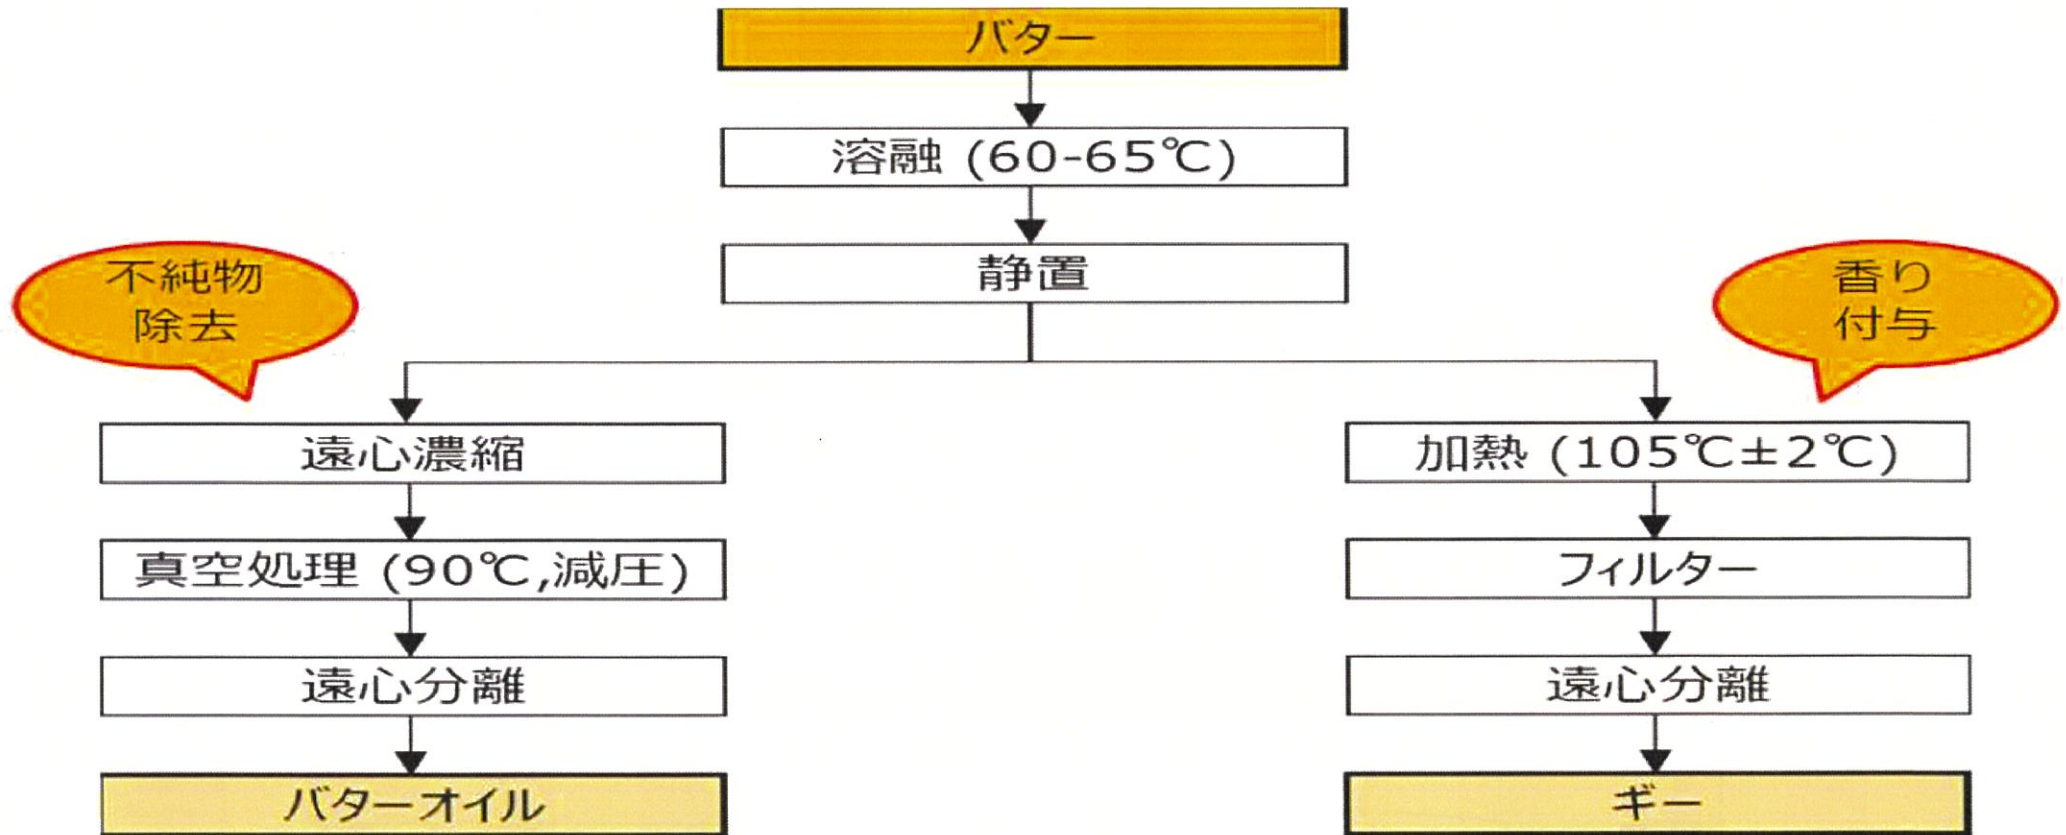 バター
溶融 (60-65℃)
静置
不純物
除去
香り
付与
遠心濃縮
真空処理 (90℃,減圧)
遠心分離
バターオイル
加熱 (105℃±2℃)
フィルター
遠心分離
ギー